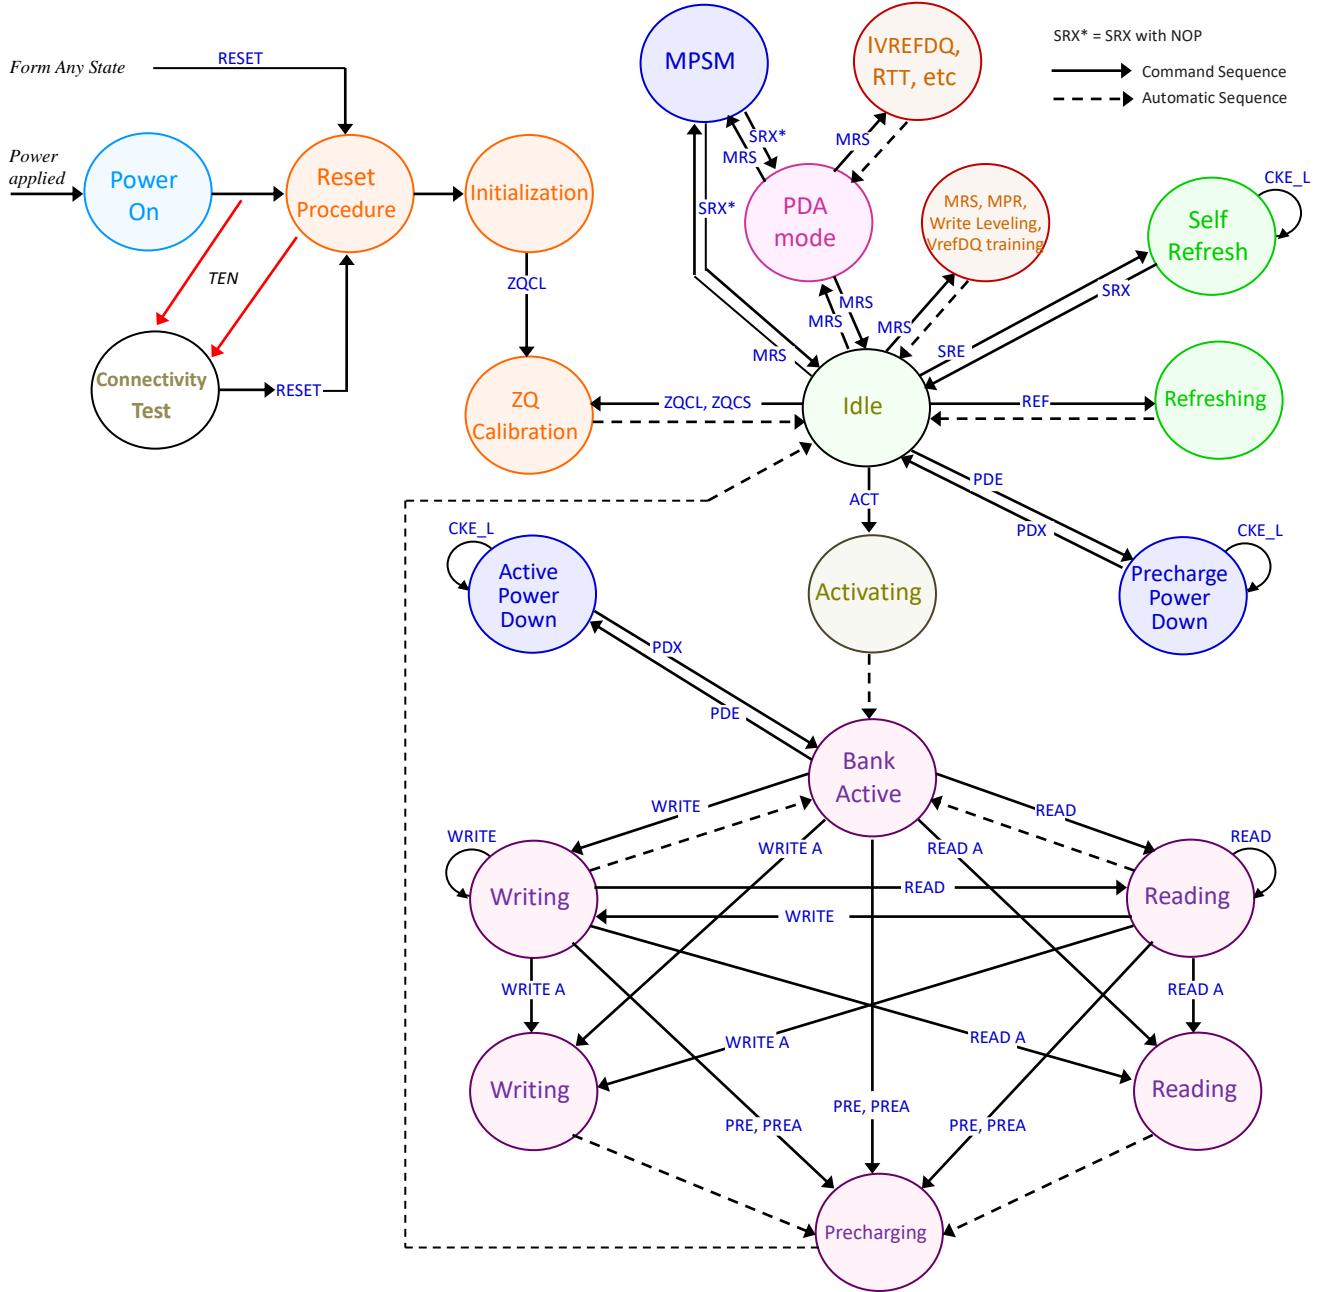 SRX* = SRX with NOP
Command Sequence
Automatic Sequence
Form Any State
RESET
Power
applied
Power
On
Reset
Procedure
Initialization
TEN
ZQCL
Connectivity
Test
RESET
ZQ
Calibration
MPSM
IVREFDQ,
RTT, etc
SRX*
MRS
MRS
SRX*
PDA
mode
MRS, MPR,
Write Leveling,
VrefDQ training
Self
Refresh
CKE_L
MRS
MRS
MRS
MRS
SRX
SRE
ZQCL, ZQCS
Idle
REF
Refreshing
ACT
PDE
PDX
CKE_L
Active
Power
Down
Activating
CKE_L
Precharge
Power
Down
PDX
PDE
Bank
Active
WRITE
READ
WRITE
WRITE A
READ A
READ
Writing
READ
Reading
WRITE
WRITE A
READ A
WRITE A
READ A
Writing
Reading
PRE, PREA
PRE, PREA
PRE, PREA
Precharging